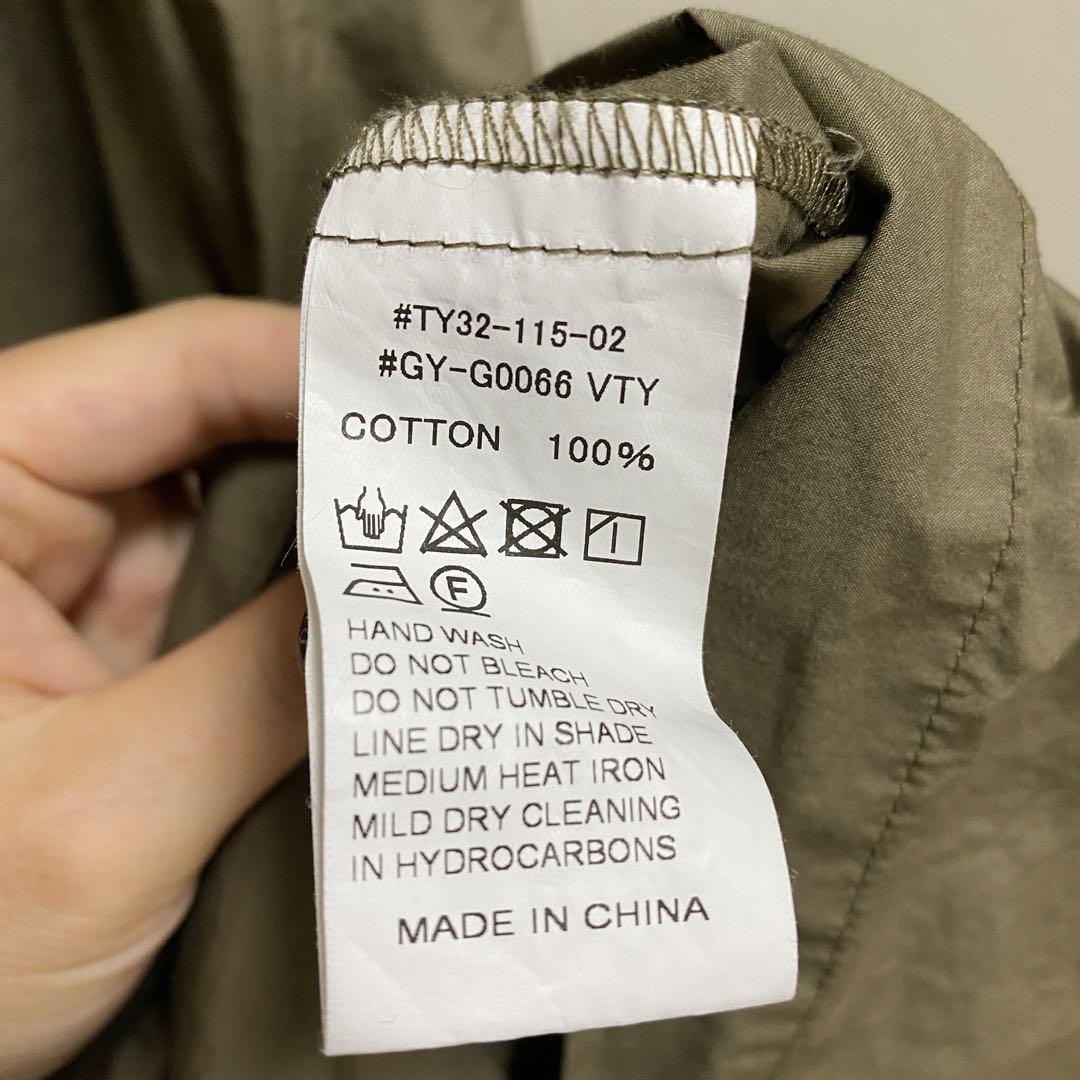 #TY32-115-02
#GY-G0066 VTY
COTTON 100%
F
HAND WASH
DO NOT BLEACH
DO NOT TUMBLE DRY
LINE DRY IN SHADE
MEDIUM HEAT IRON
MILD DRY CLEANING
IN HYDROCARBONS
MADE IN CHINA